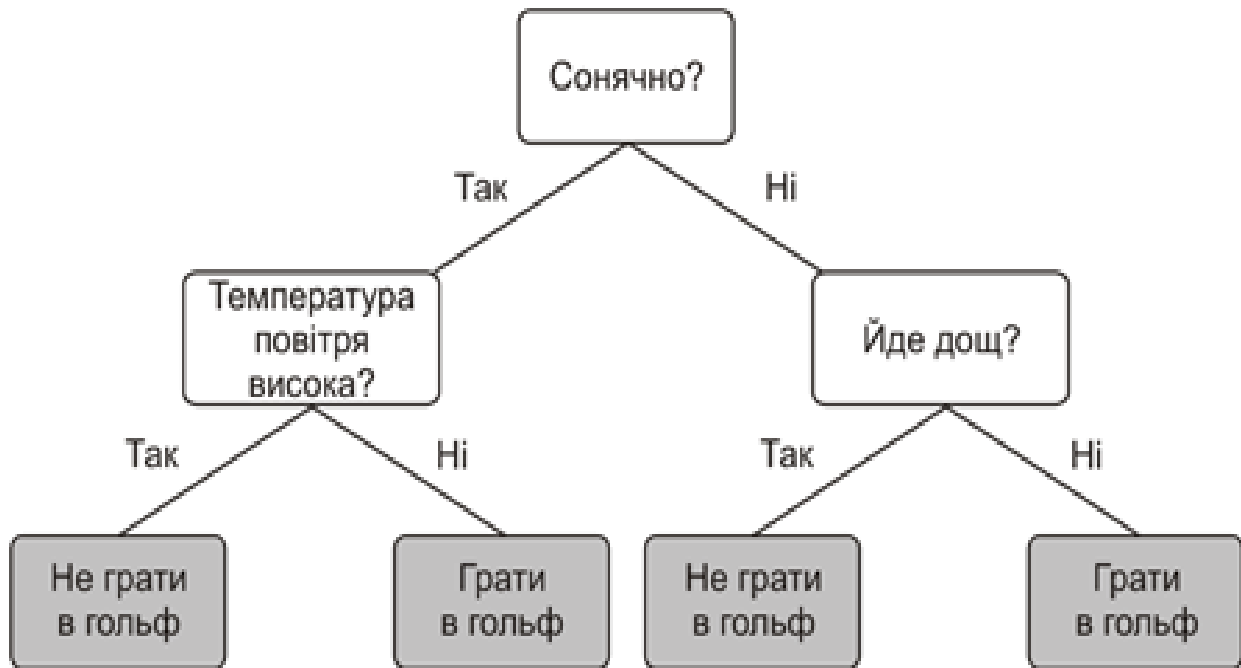 Сонячно?
Так
Ні
Температура
повітря
висока?
Йде дощ?
Так
Ні
Так
Ні
Не грати
в гольф
Грати
в гольф
Не грати
в гольф
Грати
в гольф